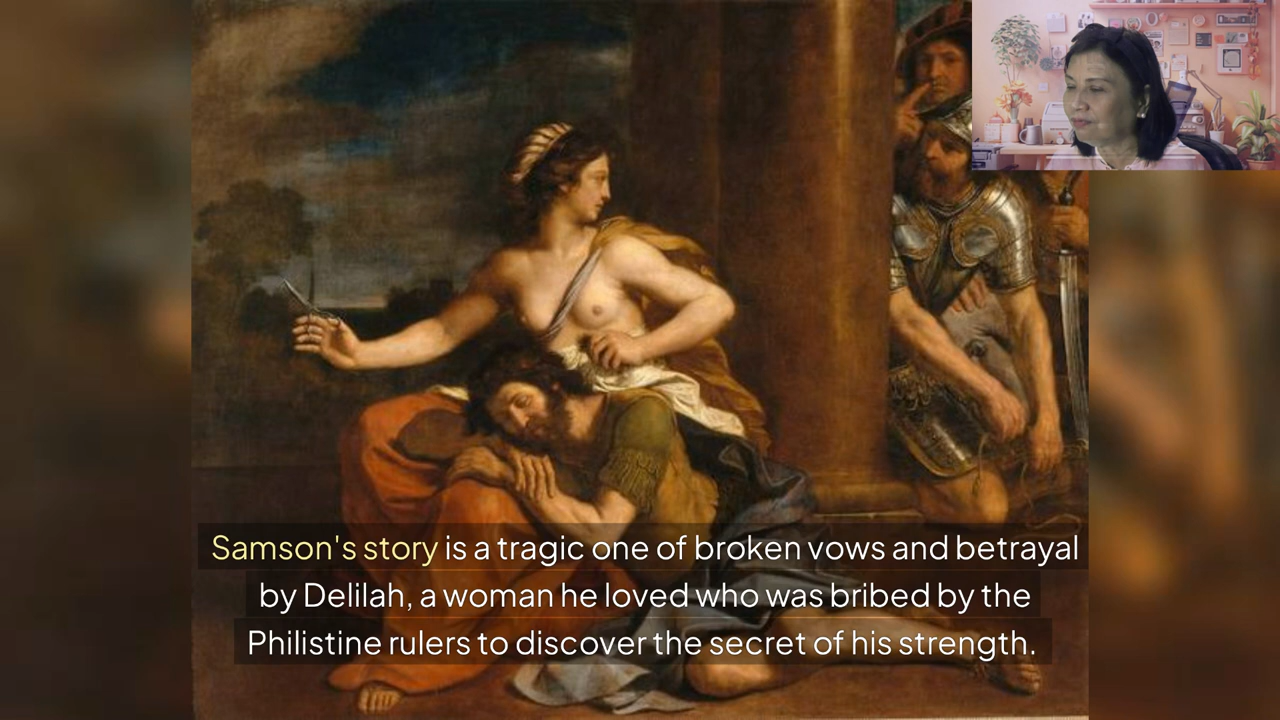 Samson's story is a tragic one of broken vows and betrayal
by Delilah, a woman he loved who was bribed by the
Philistine rulers to discover the secret of his strength.